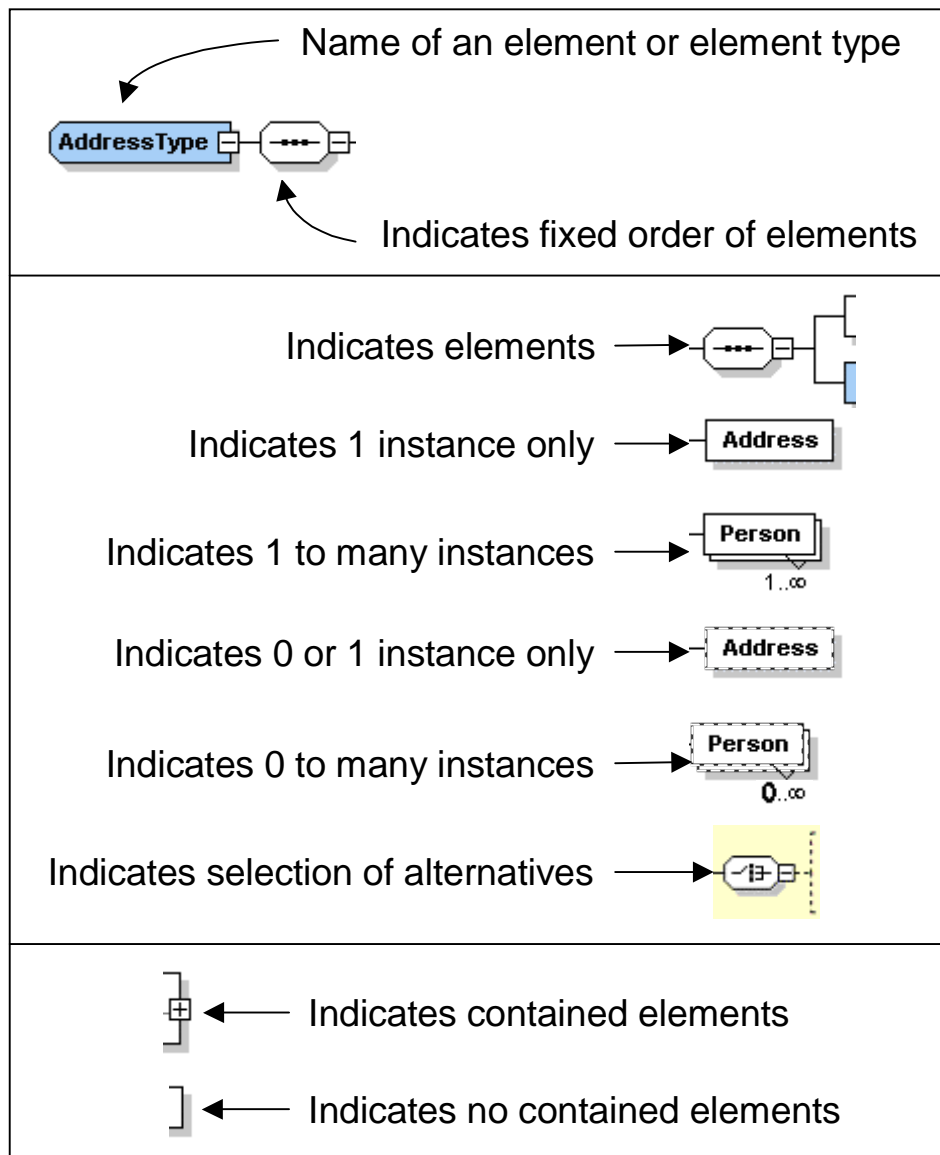 Name of an element or element type
AddressType
Indicates fixed order of elements
Indicates elements
Indicates 1 instance only
Address
Indicates 1 to many instances
Person
1..∞
Indicates 0 or 1 instance only
Address
Indicates 0 to many instances
Person
0..∞
Indicates selection of alternatives
Indicates contained elements
Indicates no contained elements